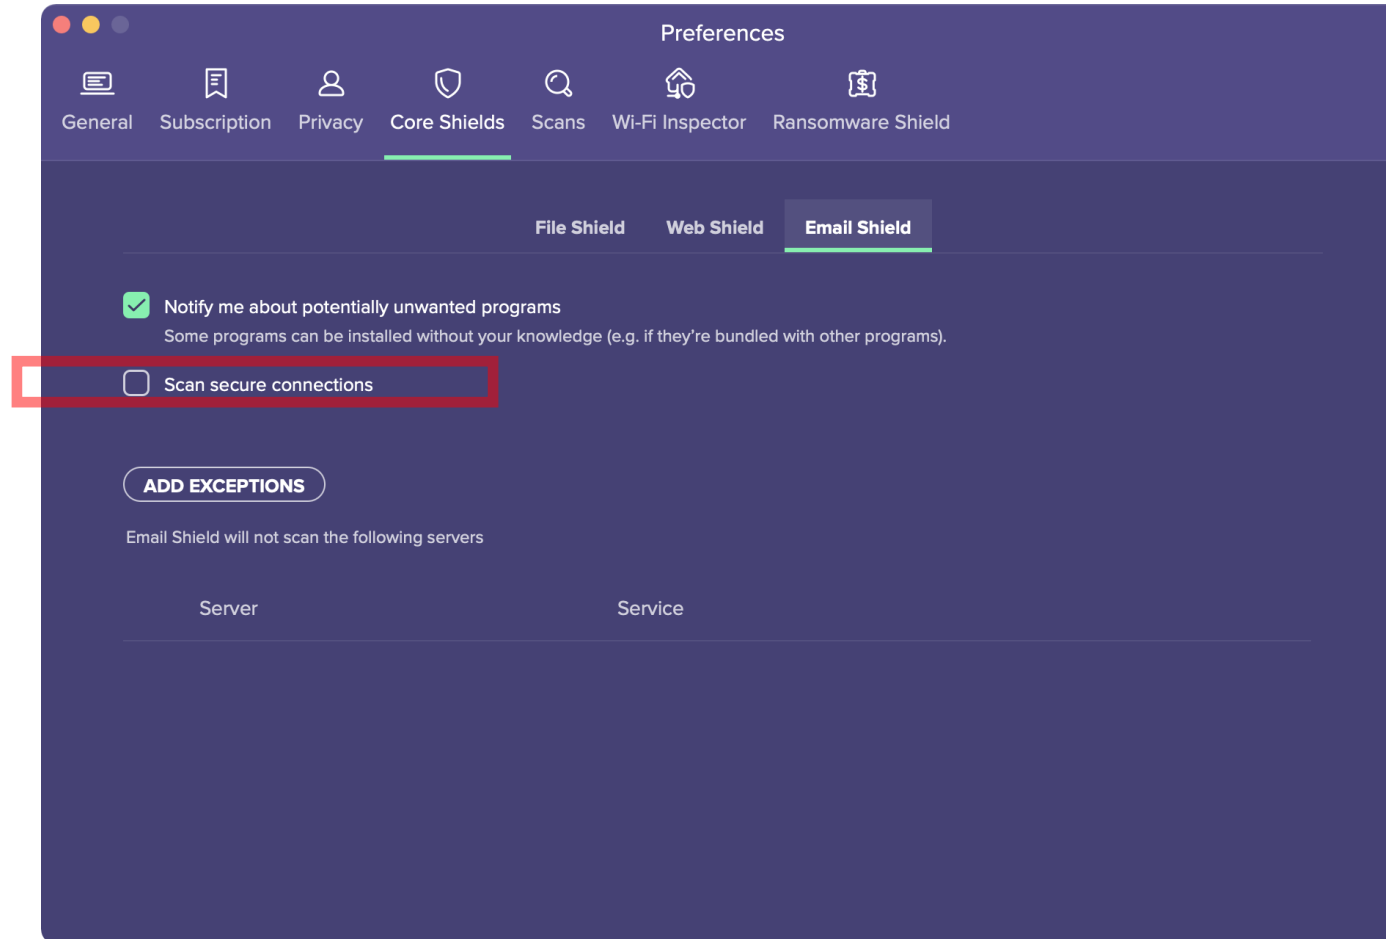 Preferences
General Subscription Privacy Core Shields Scans Wi-Fi Inspector Ransomware Shield
File Shield Web Shield Email Shield
Notify me about potentially unwanted programs
Some programs can be installed without your knowledge (e.g. if they're bundled with other programs).
Scan secure connections
ADD EXCEPTIONS
Email Shield will not scan the following servers
Server Service